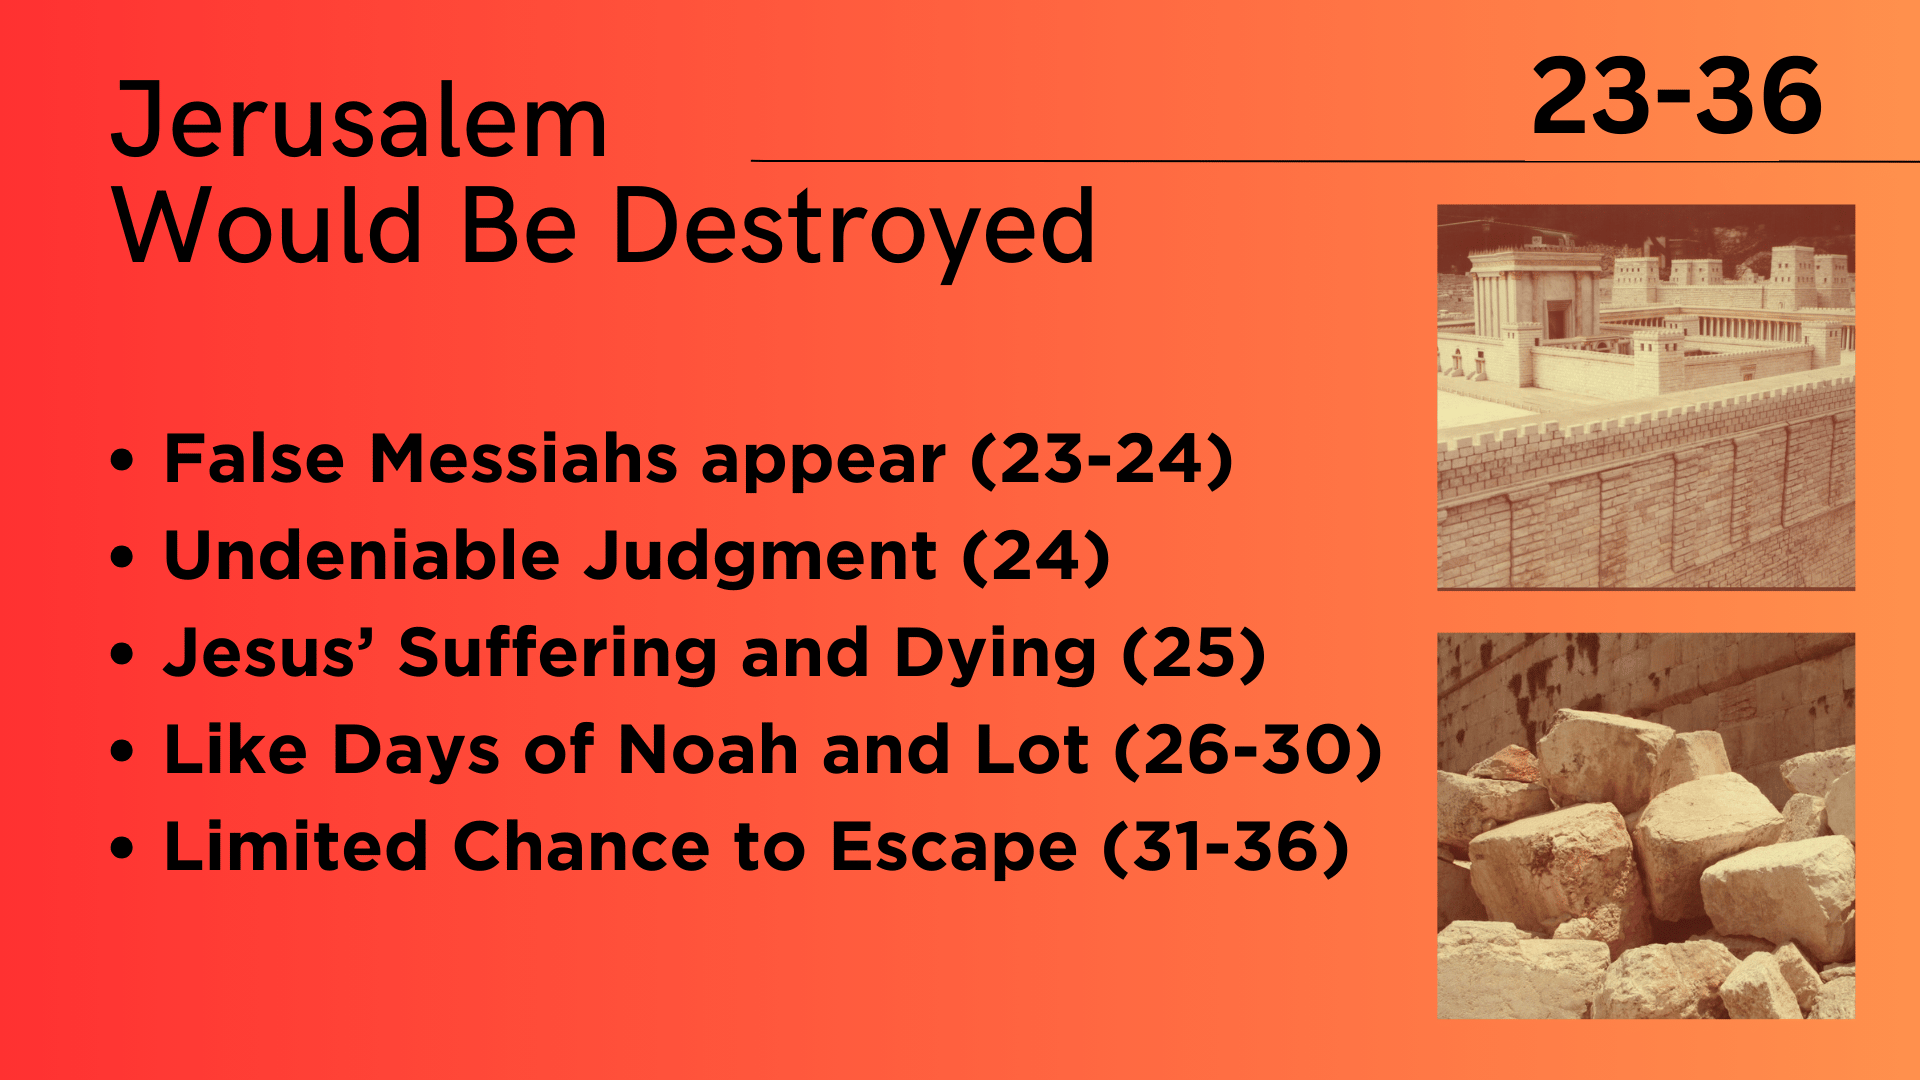 Jerusalem
Would Be Destroyed
23-36
• False Messiahs appear (23-24)
• Undeniable Judgment (24)
• Jesus’ Suffering and Dying (25)
• Like Days of Noah and Lot (26-30)
• Limited Chance to Escape (31-36)